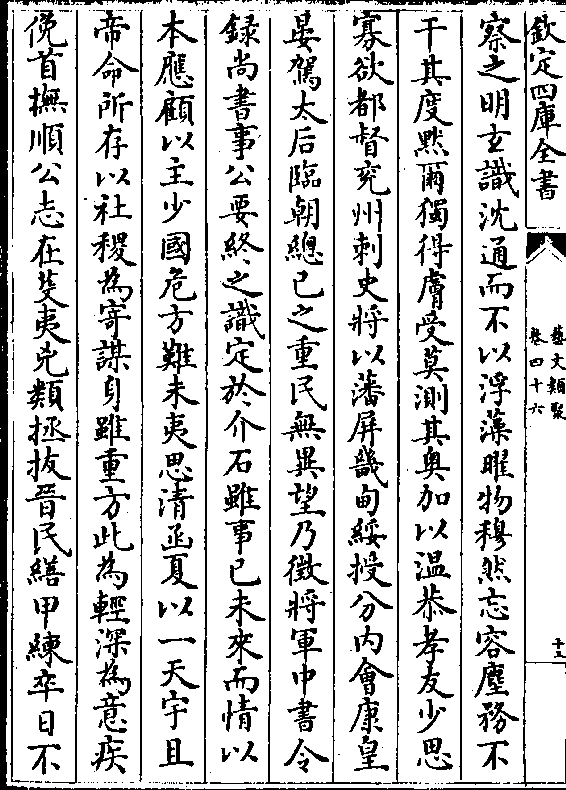 欽定四庫全書
藝文類聚
卷四十六
十五
察之明玄識沈通而不以浮藻曜物穆然忘容塵務不
干其度㸃爾獨得膚受莫測其奥加以温恭孝友少思
寡欲都督兖州刺史將以藩屏畿甸綏授分内會康皇
晏駕太后臨朝總已之重民無異望乃徴將軍中書令
録尚書事公要終之識定於介石雖事已未來而情以
本應顧以主少國危方難未夷思清函夏以一天宇且
帝命所存以社稷為寄謀身雖重方此為輕深為意疾
俛首撫順公志在芟夷兇類拯拔晉民繕甲練卒日不